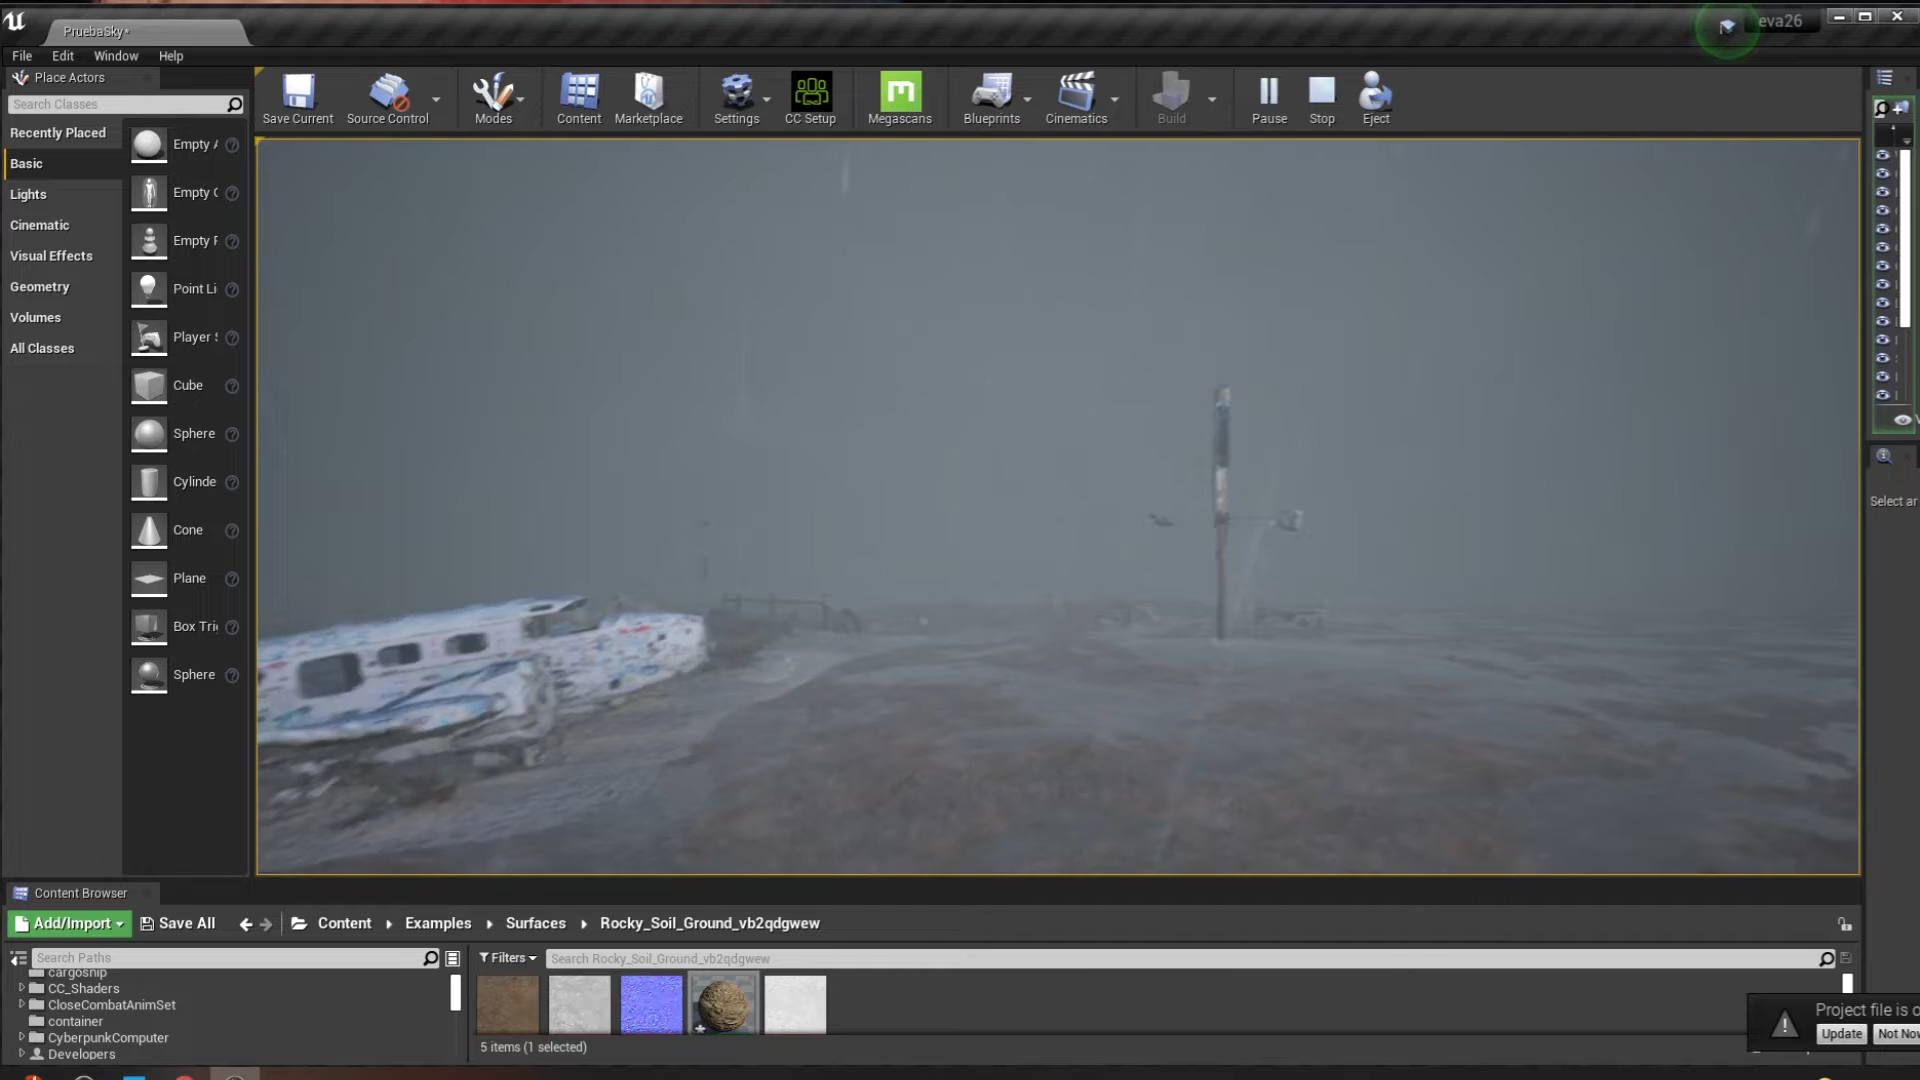 PruebaSky*
eva26
File Edit Window Help
Place Actors
Search Classes
Recently Placed
Basic
Lights
Cinematic
Visual Effects
Geometry
Volumes
All Classes
Empty A
Empty C
Empty P
Point Li
Player S
Cube
Sphere
Cylinde
Cone
Plane
Box Tri
Sphere
Save Current Source Control Modes Content Marketplace Settings CC Setup Megascans Blueprints Cinematics Build Pause Stop Eject
Select ar
Content Browser
Add/Import Save All Content Examples Surfaces Rocky_Soil_Ground_vb2qdgwew
Search Paths
Filters Search Rocky_Soil_Ground_vb2qdgwew
cargoship
CC_Shaders
CloseCombatAnimSet
container
CyberpunkComputer
Developers
5 items (1 selected)
Project file is o
Update Not Now